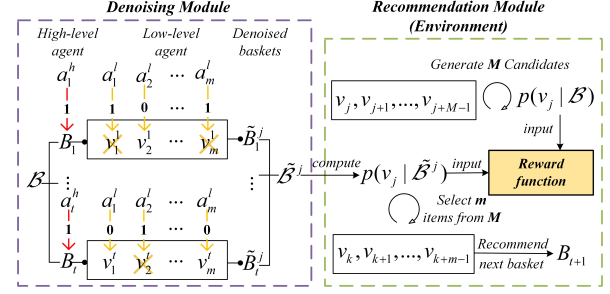 Denoising Module
High-level agent
Low-level agent
Denoised baskets
a_1^h a_1^l a_2^l ⋯ a_m^l
1 1 0 1
B_1 v_1^1 v_2^1 ⋯ v_m^1 B̃_1^j
ℬ ⋮ ⋮ ℬ̃^j
a_t^h a_1^l a_2^l ⋯ a_m^l
1 0 1 0
B_t v_1^t v_2^t ⋯ v_m^t B̃_t^j
compute
Recommendation Module
(Environment)
Generate M Candidates
v_j, v_{j+1}, ..., v_{j+M-1} p(v_j | ℬ)
input
p(v_j | ℬ̃^j) input Reward function
Select m
items from M
v_k, v_{k+1}, ..., v_{k+m-1} Recommend next basket B_{t+1}